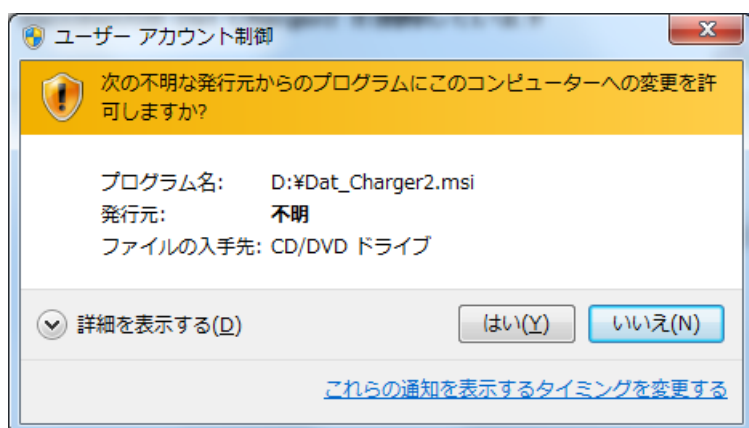 ユーザー アカウント制御
次の不明な発行元からのプログラムにこのコンピューターへの変更を許
可しますか?
プログラム名: D:¥Dat_Charger2.msi
発行元: 不明
ファイルの入手先: CD/DVD ドライブ
詳細を表示する(D) はい(Y) いいえ(N)
これらの通知を表示するタイミングを変更する